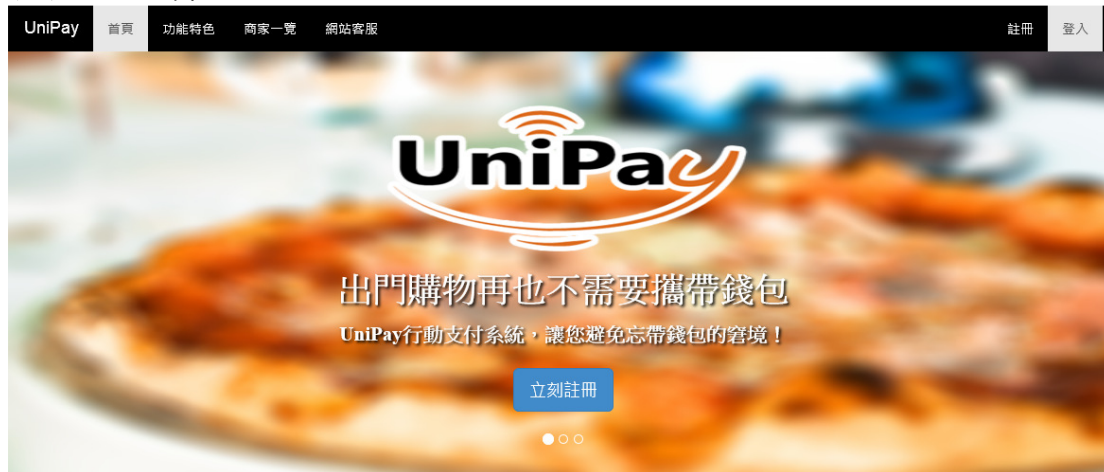 UniPay 首頁 功能特色 商家一覽 網站客服 註冊 登入
UniPay
出門購物再也不需要攜帶錢包
UniPay行動支付系統，讓您避免忘帶錢包的窘境！
立刻註冊